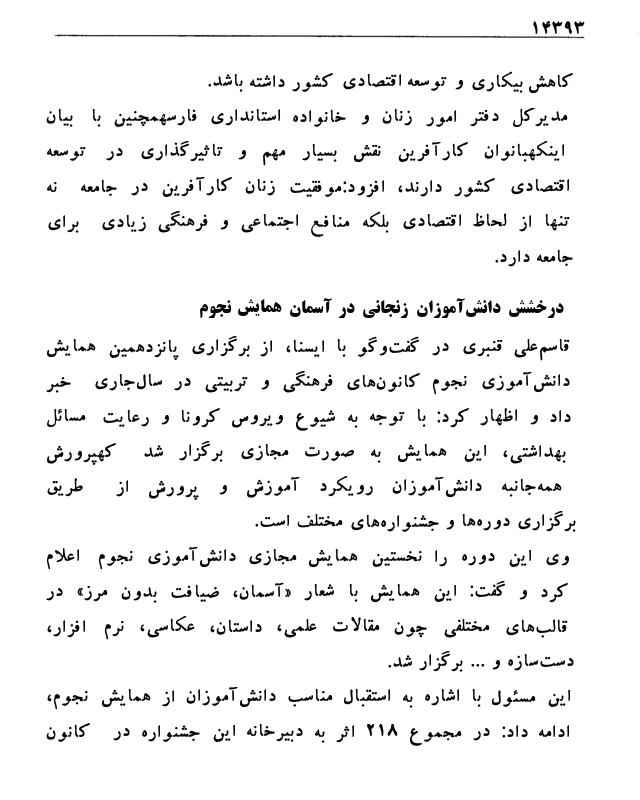 ۱۴۳۹۳
کاهش بیکاری و توسعه اقتصادی کشور داشته باشد.
مدیرکل دفتر امور زنان و خانواده استانداری فارسهمچنین با بیان
اینکهبانوان کارآفرین نقش بسیار مهم و تاثیرگذاری در توسعه
اقتصادی کشور دارند، افزود:موفقیت زنان کارآفرین در جامعه نه
تنها از لحاظ اقتصادی بلکه منافع اجتماعی و فرهنگی زیادی برای
جامعه دارد.
درخشش دانش‌آموزان زنجانی در آسمان همایش نجوم
قاسم‌علی قنبری در گفت‌وگو با ایسنا، از برگزاری پانزدهمین همایش
دانش‌آموزی نجوم کانون‌های فرهنگی و تربیتی در سال‌جاری خبر
داد و اظهار کرد: با توجه به شیوع ویروس کرونا و رعایت مسائل
بهداشتی، این همایش به صورت مجازی برگزار شد کهپرورش
همه‌جانبه دانش‌آموزان رویکرد آموزش و پرورش از طریق
برگزاری دوره‌ها و جشنواره‌های مختلف است.
وی این دوره را نخستین همایش مجازی دانش‌آموزی نجوم اعلام
کرد و گفت: این همایش با شعار «آسمان، ضیافت بدون مرز» در
قالب‌های مختلفی چون مقالات علمی، داستان، عکاسی، نرم افزار،
دست‌سازه و ... برگزار شد.
این مسئول با اشاره به استقبال مناسب دانش‌آموزان از همایش نجوم،
ادامه داد: در مجموع ۲۱۸ اثر به دبیرخانه این جشنواره در کانون